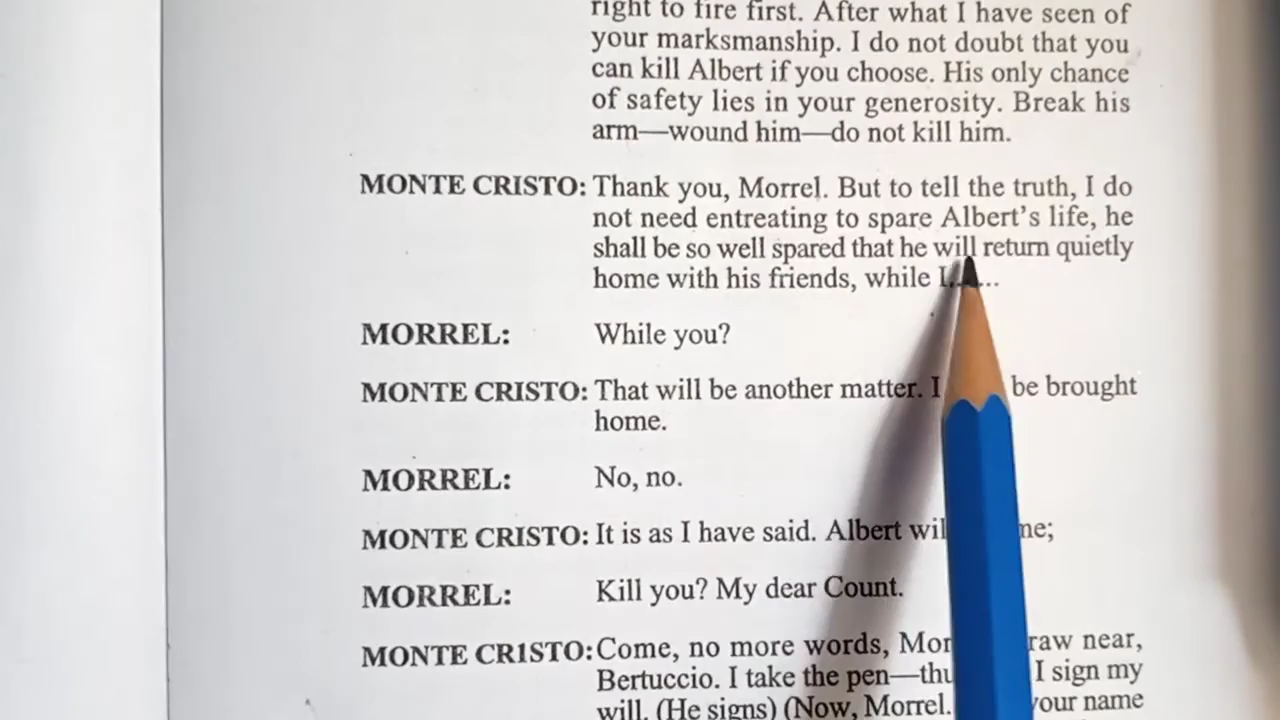 right to fire first. After what I have seen of
your marksmanship. I do not doubt that you
can kill Albert if you choose. His only chance
of safety lies in your generosity. Break his
arm—wound him—do not kill him.
MONTE CRISTO: Thank you, Morrel. But to tell the truth, I do
not need entreating to spare Albert’s life, he
shall be so well spared that he will return quietly
home with his friends, while I......
MORREL: While you?
MONTE CRISTO: That will be another matter. I be brought
home.
MORREL: No, no.
MONTE CRISTO: It is as I have said. Albert
MORREL: Kill you? My dear Count.
MONTE CR1STO: Come, no more words, near,
Bertuccio. I take the pen— I sign my
will. (He signs) (Now, Morrel. your name